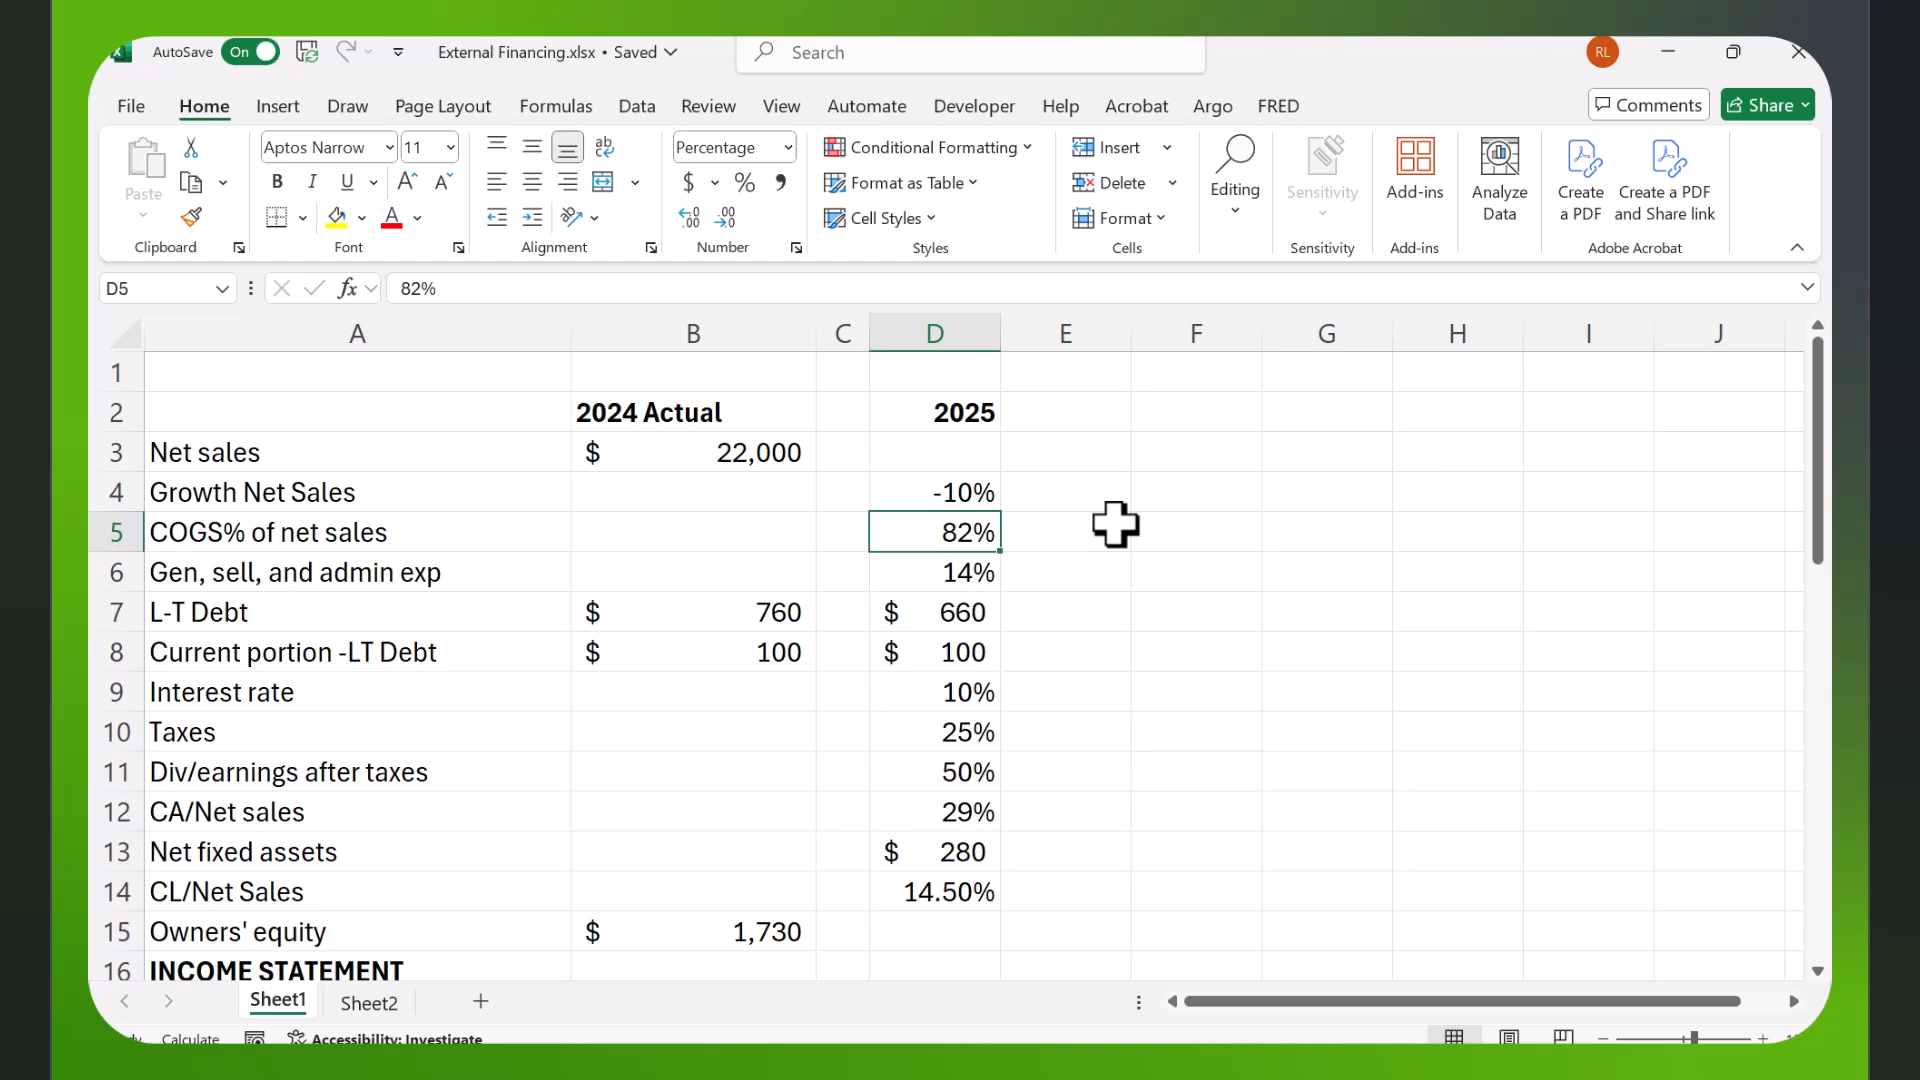 AutoSave On External Financing.xlsx • Saved Search RL
File Home Insert Draw Page Layout Formulas Data Review View Automate Developer Help Acrobat Argo FRED Comments Share
Paste
Clipboard
Aptos Narrow 11
B I U A A
A
Font
ab
Alignment
Percentage
$ % 9
.00 .00
Number
Conditional Formatting
Format as Table
Cell Styles
Styles
Insert
Delete
Format
Cells
Editing
Sensitivity
Sensitivity
Add-ins
Add-ins
Analyze
Data
Create
a PDF
Create a PDF
and Share link
Adobe Acrobat
D5 fx 82%
A B C D E F G H I J
1
2 2024 Actual 2025
3 Net sales $ 22,000
4 Growth Net Sales -10%
5 COGS% of net sales 82%
6 Gen, sell, and admin exp 14%
7 L-T Debt $ 760 $ 660
8 Current portion -LT Debt $ 100 $ 100
9 Interest rate 10%
10 Taxes 25%
11 Div/earnings after taxes 50%
12 CA/Net sales 29%
13 Net fixed assets $ 280
14 CL/Net Sales 14.50%
15 Owners' equity $ 1,730
16 INCOME STATEMENT
Sheet1 Sheet2
Calculate Accessibility: Investigate